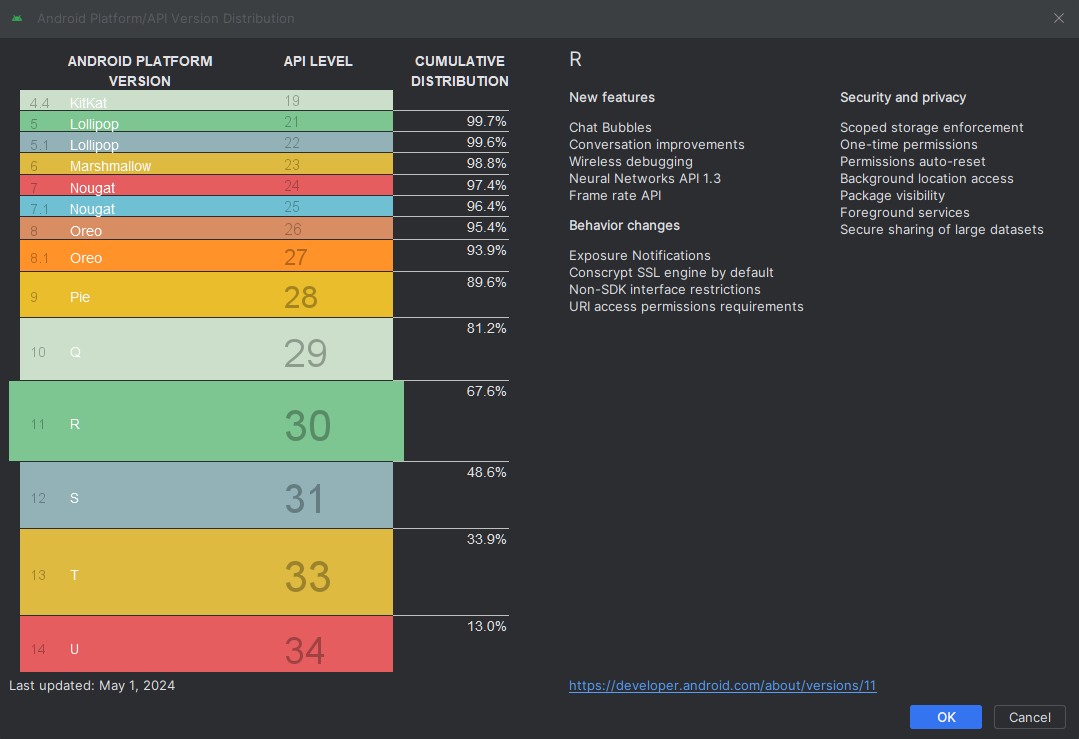 Android Platform/API Version Distribution
ANDROID PLATFORM VERSION API LEVEL CUMULATIVE DISTRIBUTION
4.4 KitKat 19
5 Lollipop 21 99.7%
5.1 Lollipop 22 99.6%
6 Marshmallow 23 98.8%
7 Nougat 24 97.4%
7.1 Nougat 25 96.4%
8 Oreo 26 95.4%
8.1 Oreo 27 93.9%
9 Pie 28 89.6%
10 Q 29 81.2%
11 R 30 67.6%
12 S 31 48.6%
13 T 33 33.9%
14 U 34 13.0%
Last updated: May 1, 2024
R
New features
Chat Bubbles
Conversation improvements
Wireless debugging
Neural Networks API 1.3
Frame rate API
Behavior changes
Exposure Notifications
Conscrypt SSL engine by default
Non-SDK interface restrictions
URI access permissions requirements
Security and privacy
Scoped storage enforcement
One-time permissions
Permissions auto-reset
Background location access
Package visibility
Foreground services
Secure sharing of large datasets
https://developer.android.com/about/versions/11
OK Cancel